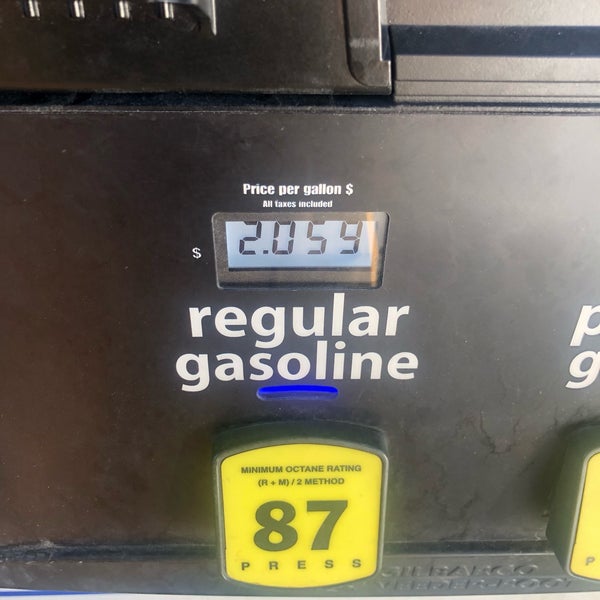 Price per gallon $
All taxes included
$ 2.059
regular
gasoline
MINIMUM OCTANE RATING
(R + M) / 2 METHOD
87
PRESS
p
g
P